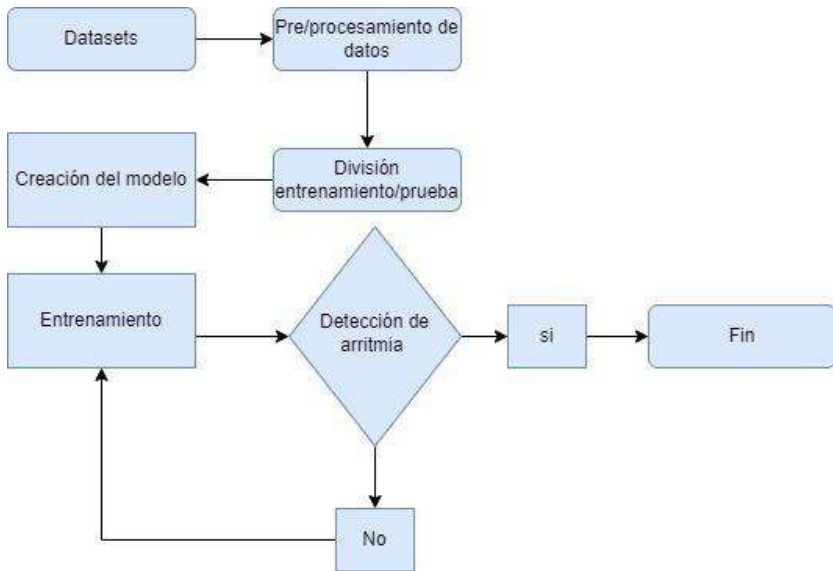 Datasets
Pre/procesamiento de
datos
Creación del modelo
División
entrenamiento/prueba
Entrenamiento
Detección de
arritmia
si
Fin
No